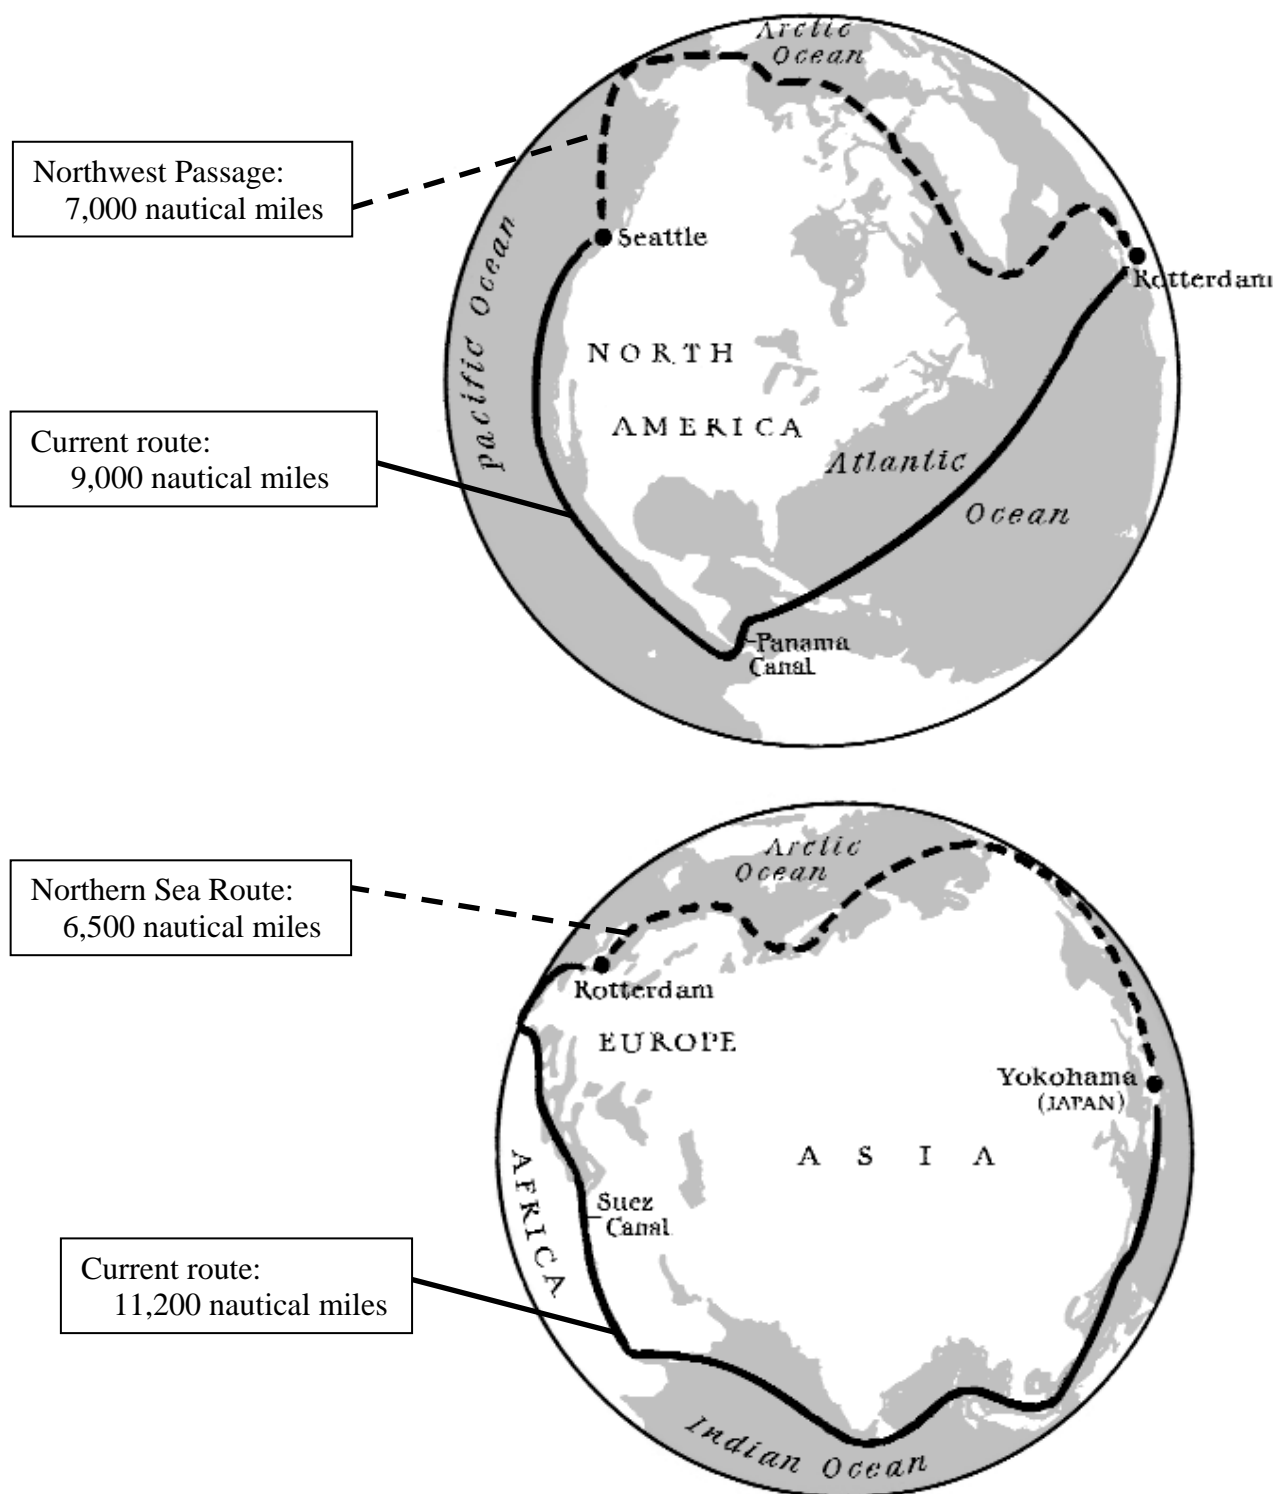 Arctic
Ocean
Northwest Passage:
7,000 nautical miles
Seattle
Rotterdam
Pacific Ocean
NORTH
AMERICA
Current route:
9,000 nautical miles
Atlantic
Ocean
Panama
Canal
Arctic
Ocean
Northern Sea Route:
6,500 nautical miles
Rotterdam
EUROPE
Yokohama
(JAPAN)
ASIA
AFRICA
Suez
Canal
Current route:
11,200 nautical miles
Indian Ocean